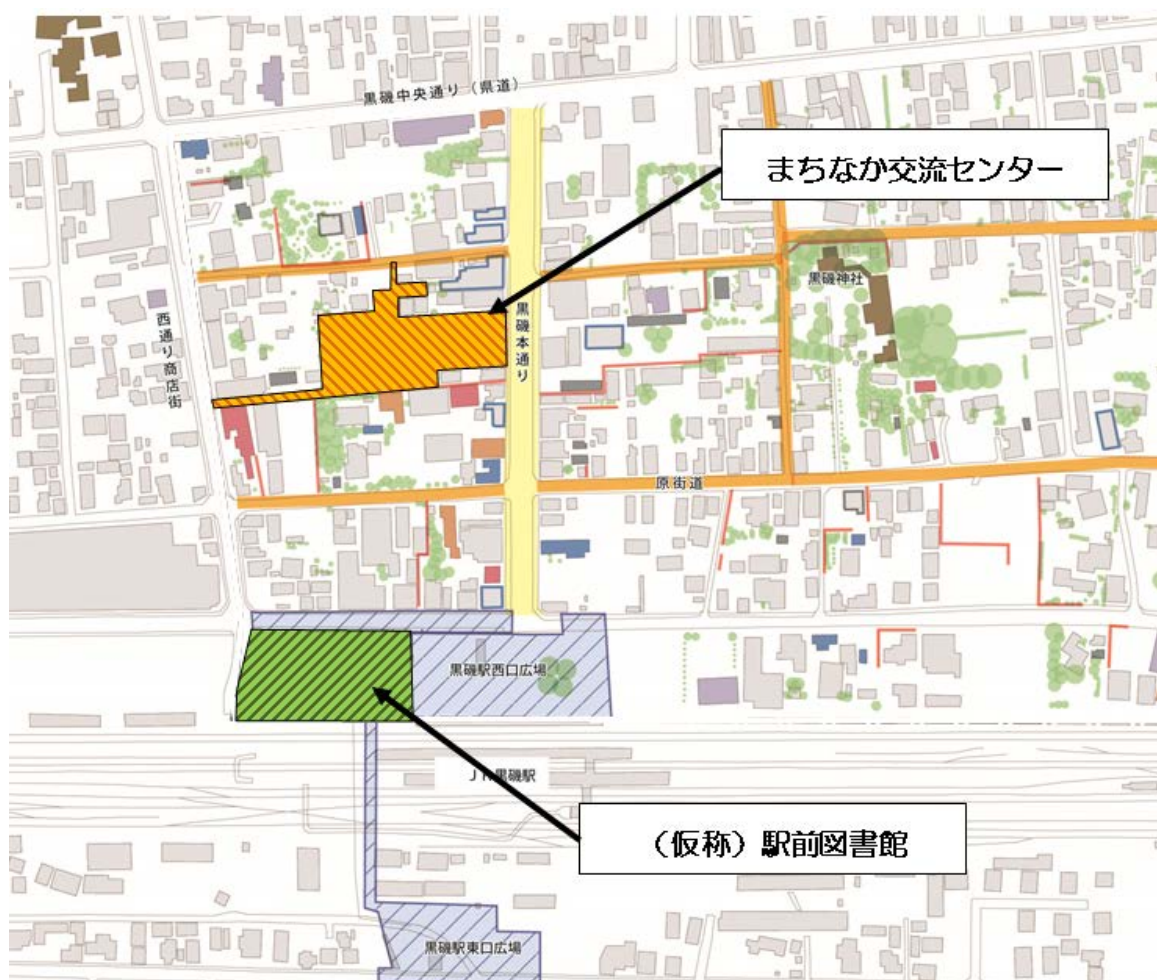 黒磯中央通り（県道）
まちなか交流センター
黒磯神社
黒磯本通り
西通り商店街
原街道
黒磯駅西口広場
ＪＲ黒磯駅
（仮称）駅前図書館
黒磯駅東口広場